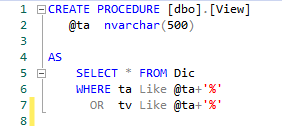 1 CREATE PROCEDURE [dbo].[View]
2 @ta nvarchar(500)
3
4 AS
5 SELECT * FROM Dic
6 WHERE ta Like @ta+'%'
7 OR tv Like @ta+'%'
8